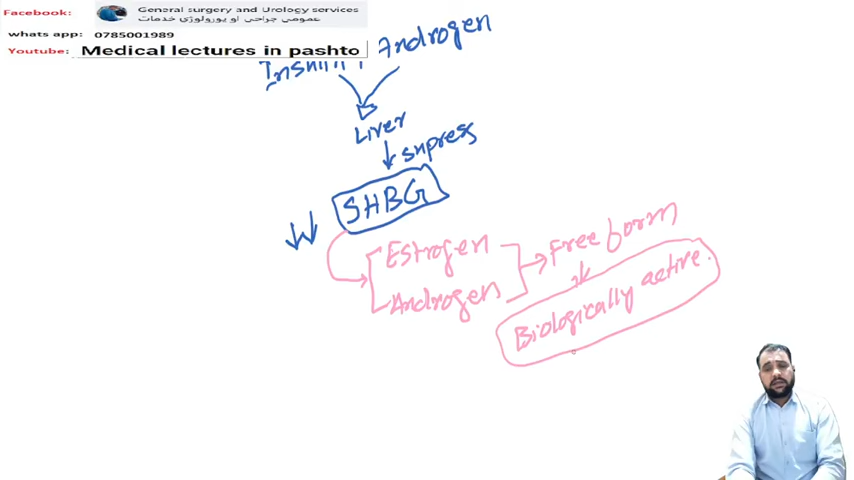 Facebook: General surgery and Urology services
عمومي جراحي او یورولوژي خدمات
whats app: 0785001989
Youtube: Medical lectures in pashto
Androgen
Insulin
Liver
supress
SHBG
Estrogen
Androgen
Free form
Biologically active.